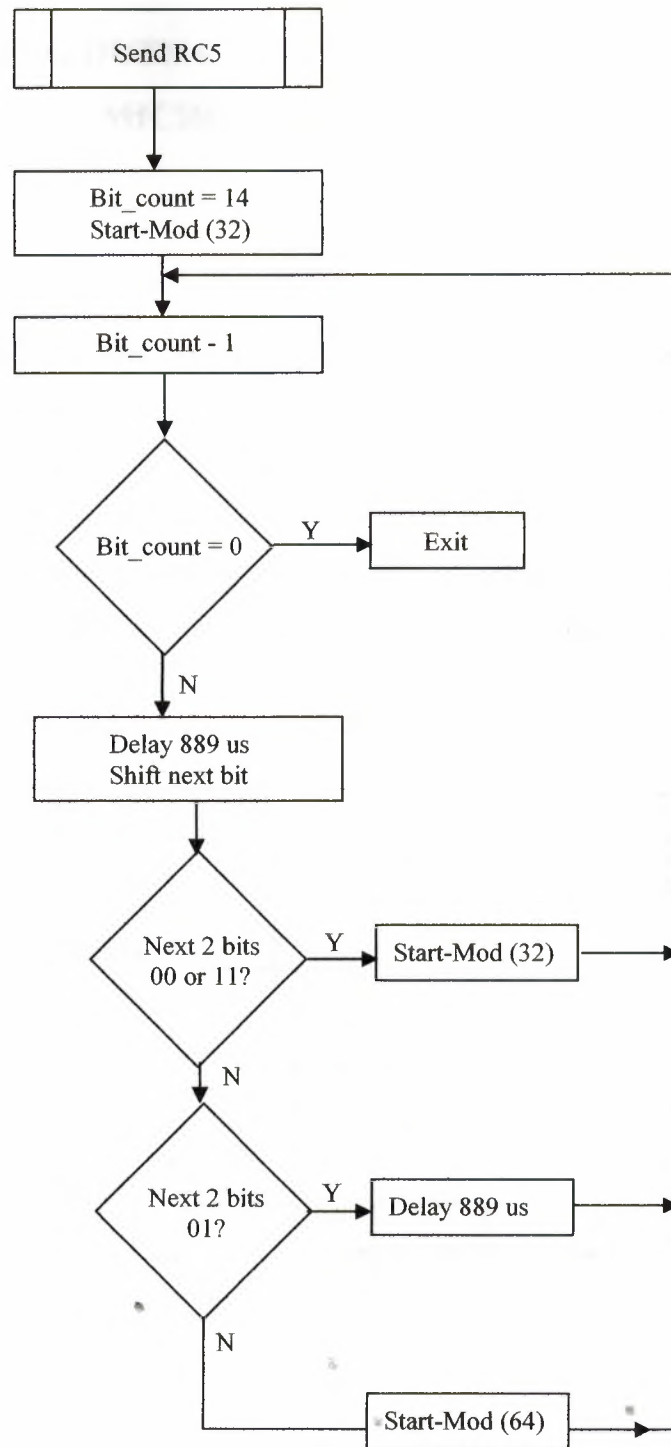 Send RC5
Bit_count = 14
Start-Mod (32)
Bit_count - 1
Bit_count = 0
Y
Exit
N
Delay 889 us
Shift next bit
Next 2 bits
00 or 11?
Y
Start-Mod (32)
N
Next 2 bits
01?
Y
Delay 889 us
N
Start-Mod (64)